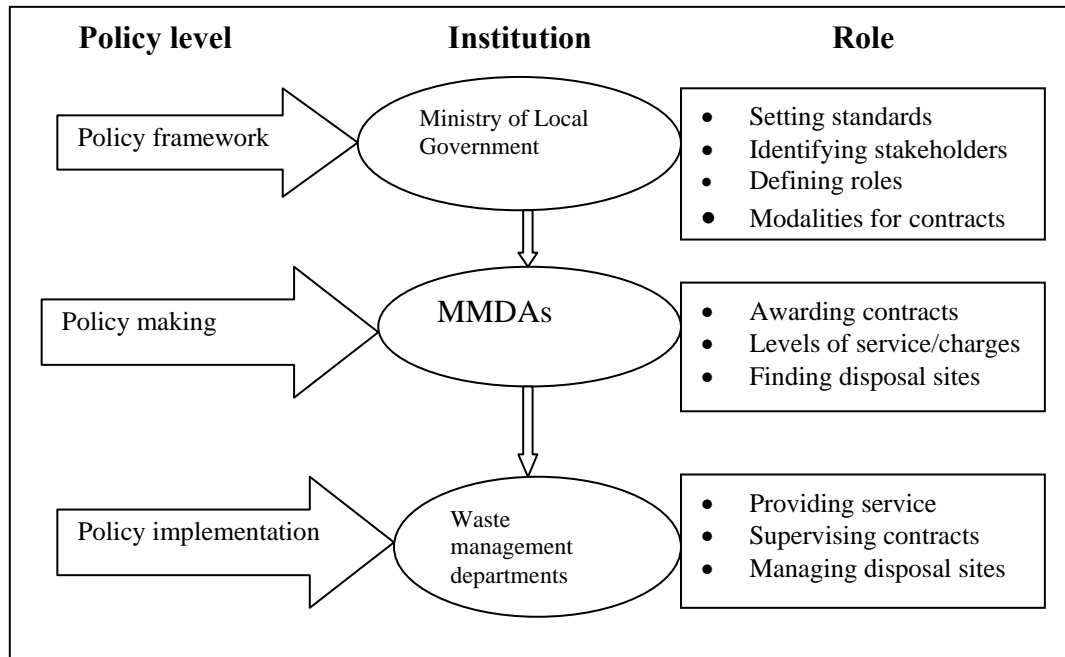 Policy level Institution Role
Policy framework
Ministry of Local
Government
• Setting standards
• Identifying stakeholders
• Defining roles
• Modalities for contracts
Policy making
MMDAs
• Awarding contracts
• Levels of service/charges
• Finding disposal sites
Policy implementation
Waste
management
departments
• Providing service
• Supervising contracts
• Managing disposal sites